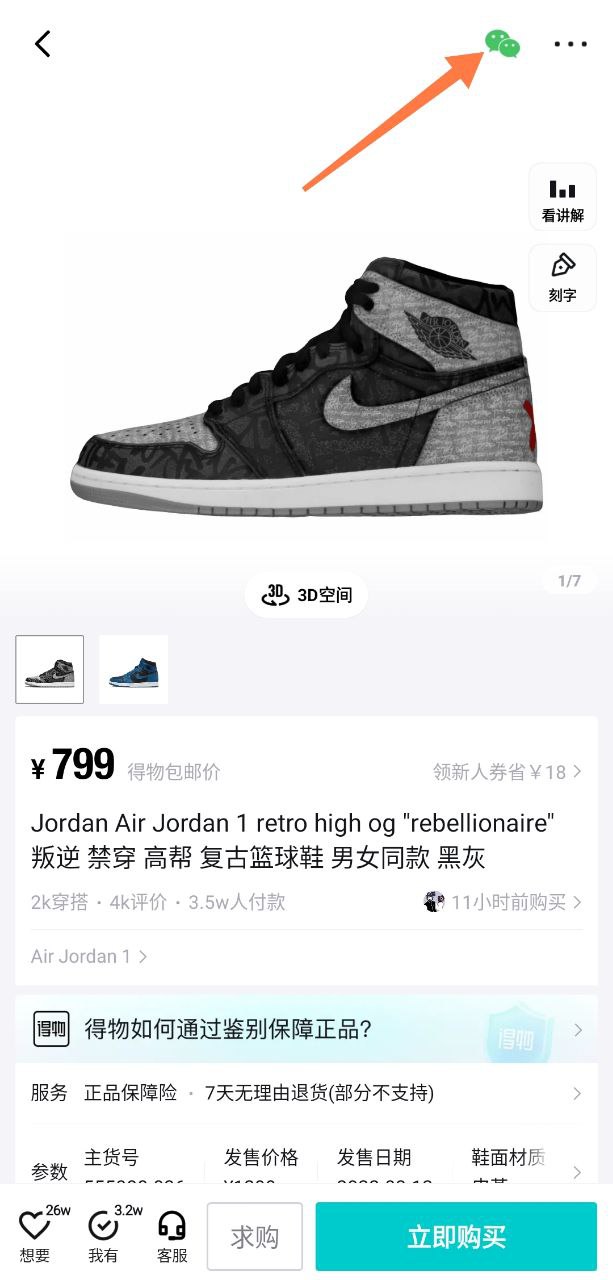 看讲解
刻字
3D空间
1/7
¥799 得物包邮价 领新人券省¥18
Jordan Air Jordan 1 retro high og "rebellionaire"
叛逆 禁穿 高帮 复古篮球鞋 男女同款 黑灰
2k穿搭 · 4k评价 · 3.5w人付款 11小时前购买
Air Jordan 1
得物 得物如何通过鉴别保障正品? 得物
服务 正品保障险 · 7天无理由退货(部分不支持)
参数 主货号 发售价格 发售日期 鞋面材质
26w 3.2w
想要 我有 客服 求购 立即购买